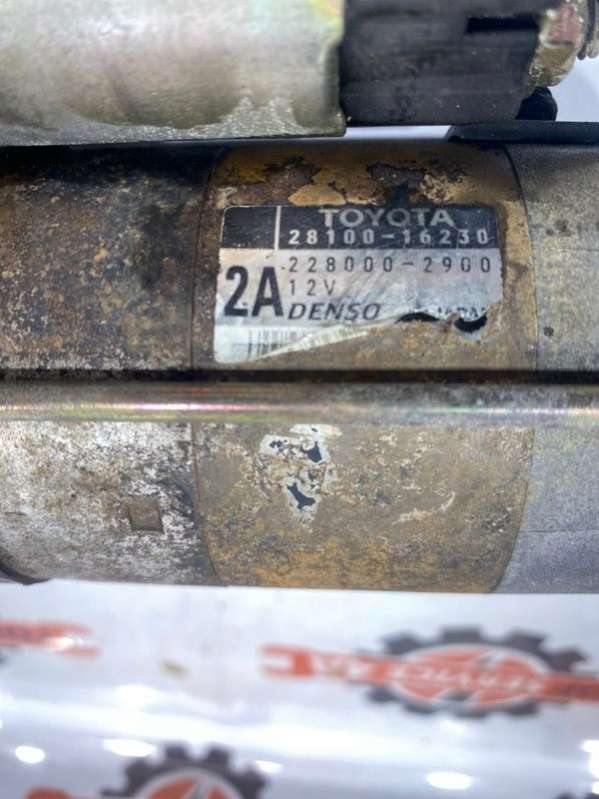 TOYOTA
28100-16230
228000-2900
2A
12V
DENSO